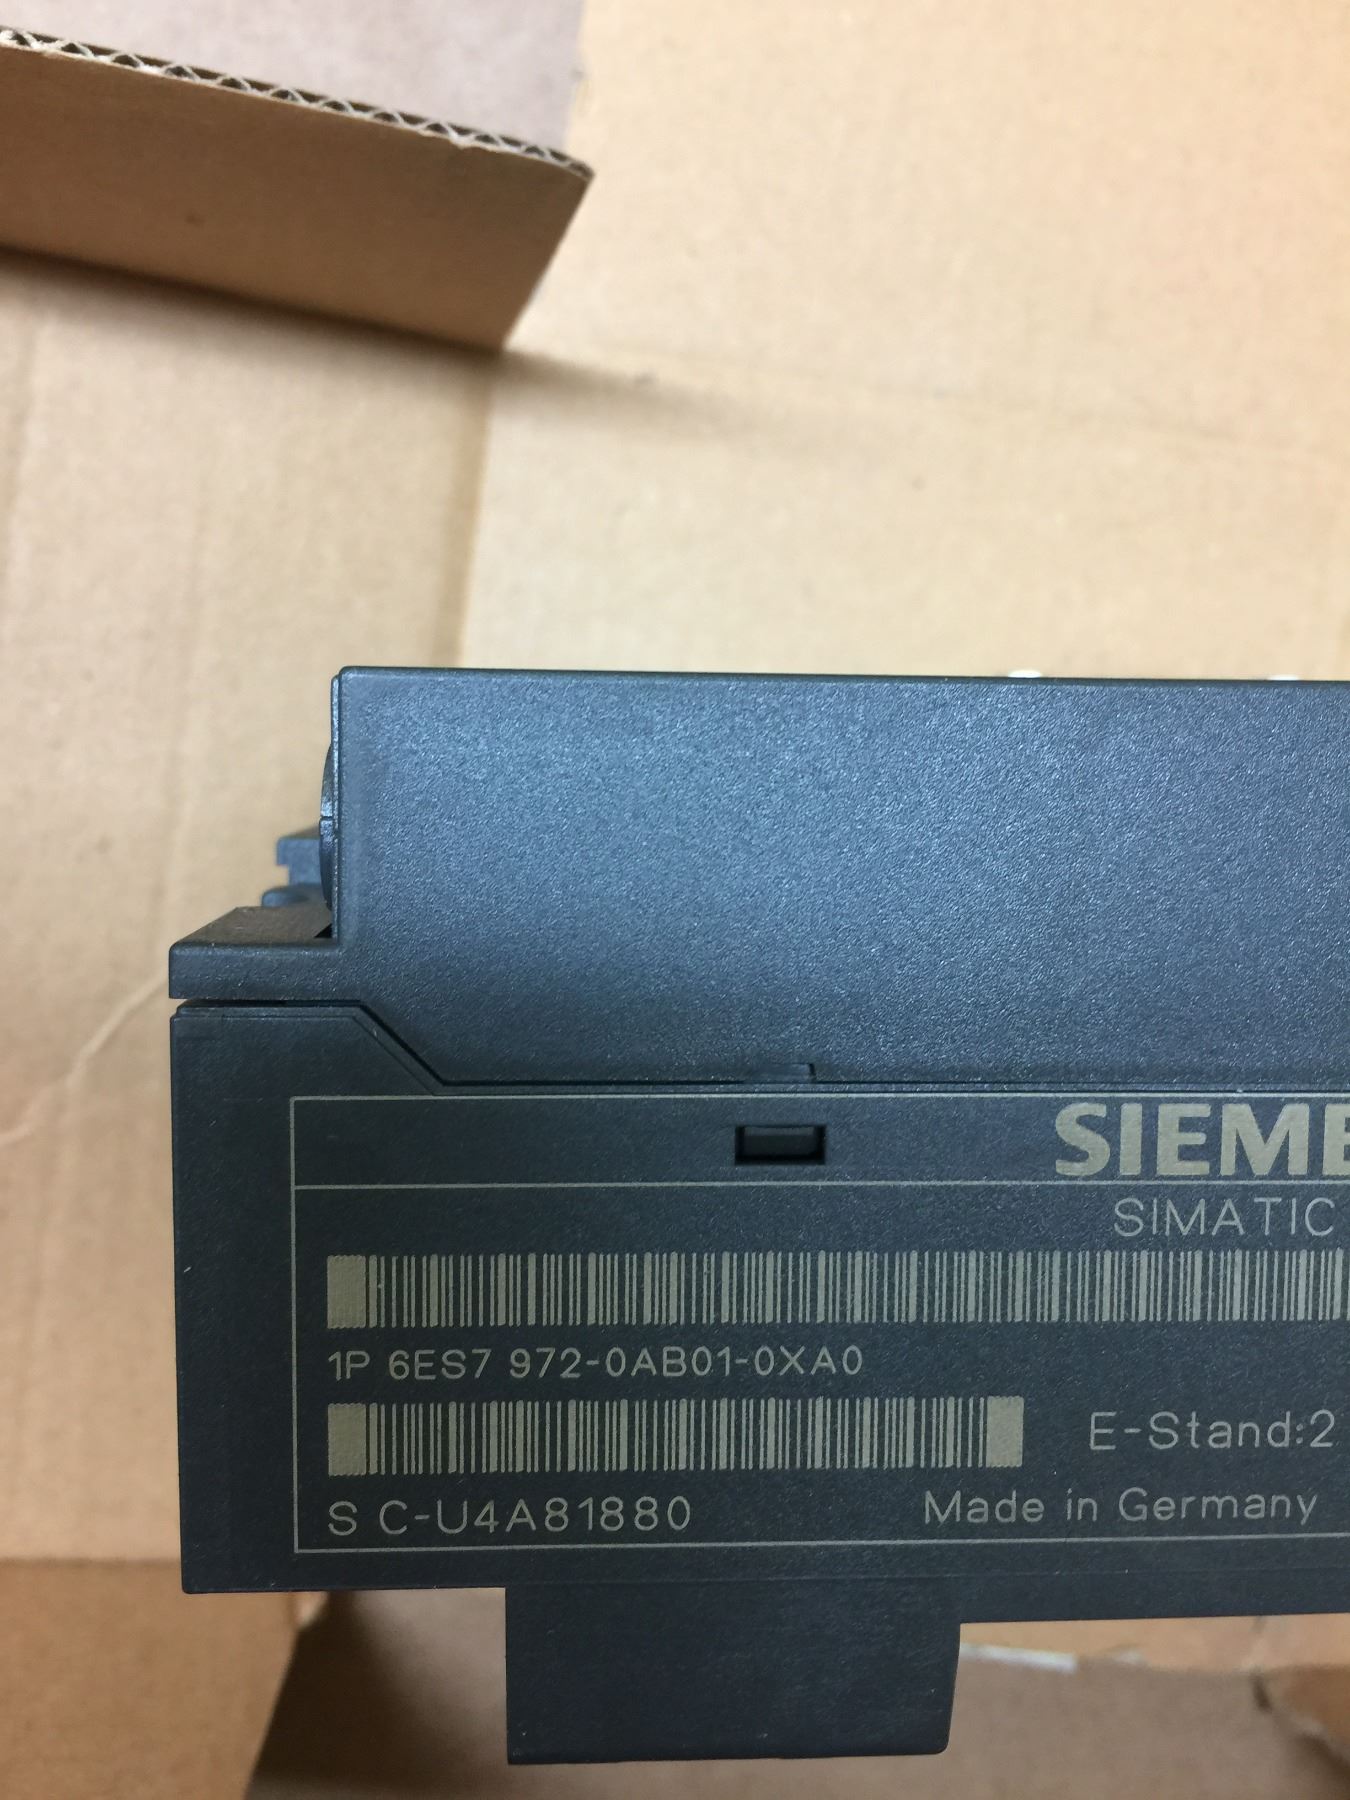 SIEME
SIMATIC
1P 6ES7 972-0AB01-0XA0
E-Stand:2
S C-U4A81880
Made in Germany